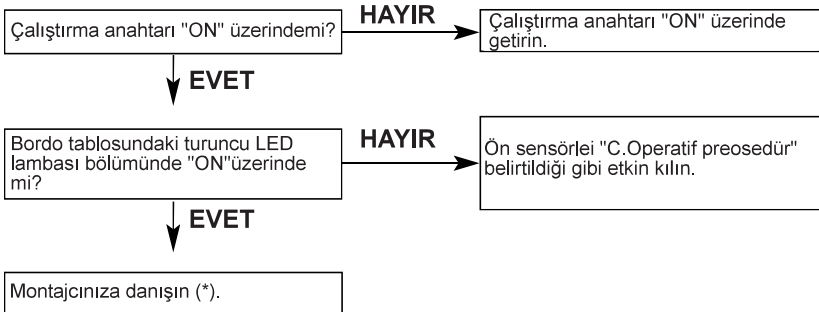 Çalıştırma anahtarı "ON" üzerindemi?
HAYIR
Çalıştırma anahtarı "ON" üzerinde
getirin.
EVET
Bordo tablosundaki turuncu LED
lambası bölümünde "ON"üzerinde
mi?
HAYIR
Ön sensörlei "C.Operatif preosedür"
belirtildiği gibi etkin kılın.
EVET
Montajcınıza danışın (*).